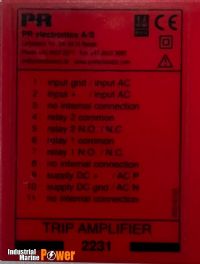 PR
PR electronics A/S
1 input gnd. - input AC
2 input + - input AC
3 no internal connection
4 relay 2 common
5 relay 2 N.O. / N.C.
6 relay 1 common
7 relay 1 N.O. / N.C.
8 no internal connection
9 supply DC + - AC P
10 supply DC gnd. - AC N
11 no internal connection
TRIP AMPLIFIER
2231
Industrial
Marine Power